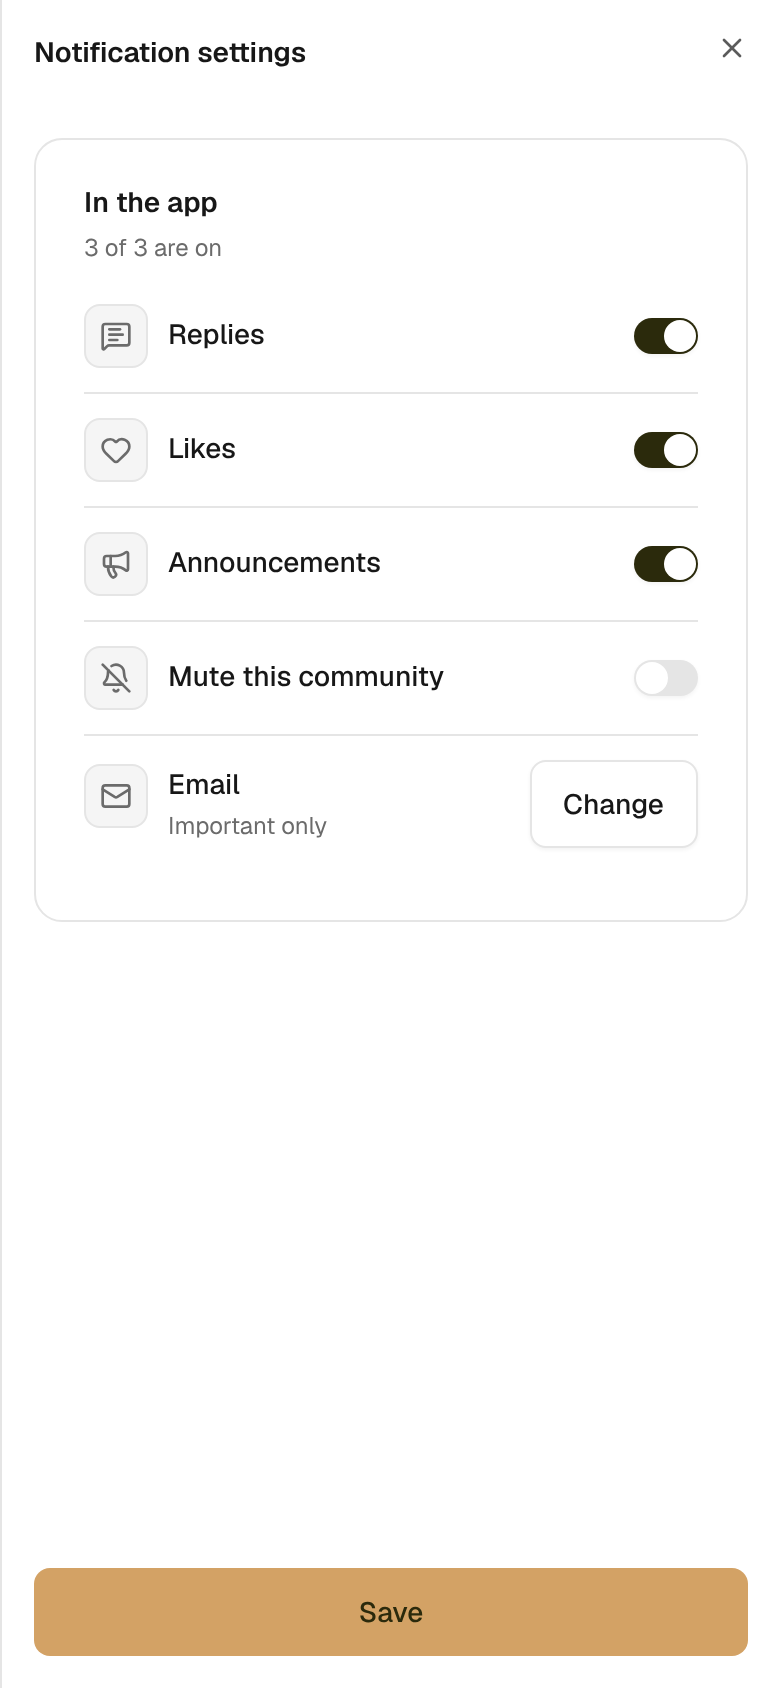 Notification settings
In the app
3 of 3 are on
Replies
Likes
Announcements
Mute this community
Email
Important only
Change
Save